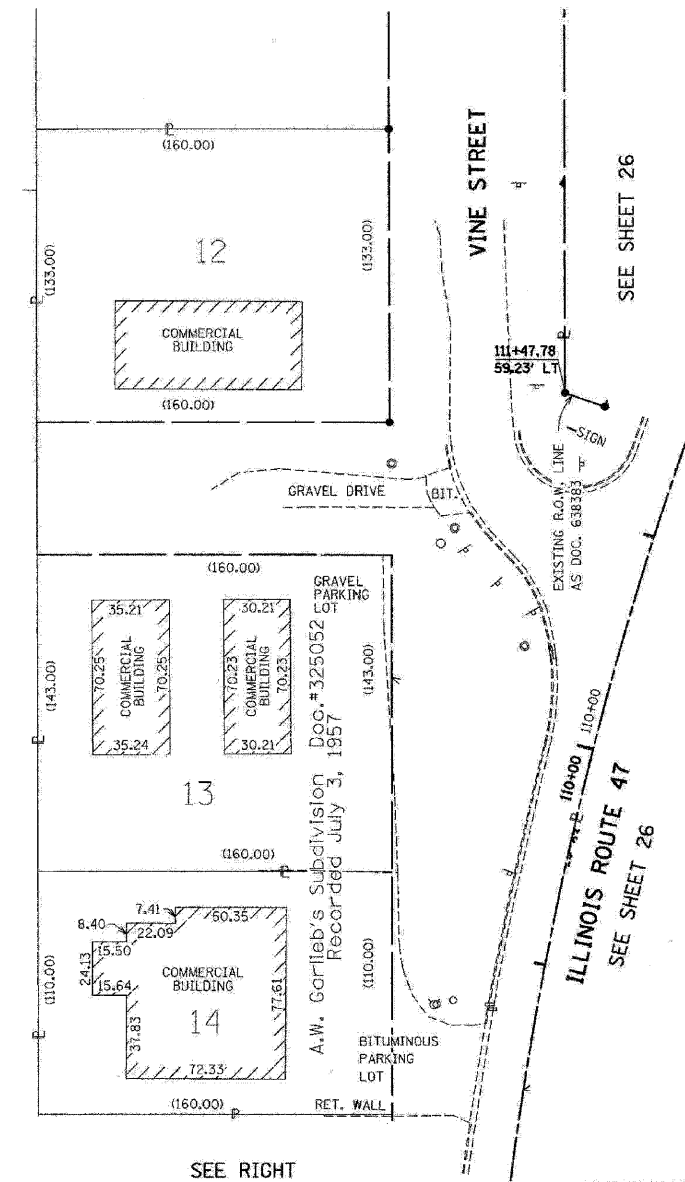 (160.00)
VINE STREET
SEE SHEET 26
12
(133.00)
(133.00)
COMMERCIAL
BUILDING
111+47.78
59.23' LT
(160.00)
SIGN
EXISTING R.O.W. LINE
AS DOC. 638383
GRAVEL DRIVE
BIT.
(160.00)
GRAVEL
PARKING
LOT
35.21
30.21
70.25
COMMERCIAL
BUILDING
70.25
70.23
COMMERCIAL
BUILDING
70.23
(143.00)
(143.00)
35.24
30.21
13
A.W. Garlieb's Subdivision Doc.#325052
Recorded July 3, 1957
110+00
110+00
ILLINOIS ROUTE 47
SEE SHEET 26
(160.00)
7.41
50.35
8.40
22.09
15.50
24.13
COMMERCIAL
BUILDING
15.64
14
77.61
37.83
72.33
(110.00)
(110.00)
BITUMINOUS
PARKING
LOT
(160.00)
RET. WALL
SEE RIGHT